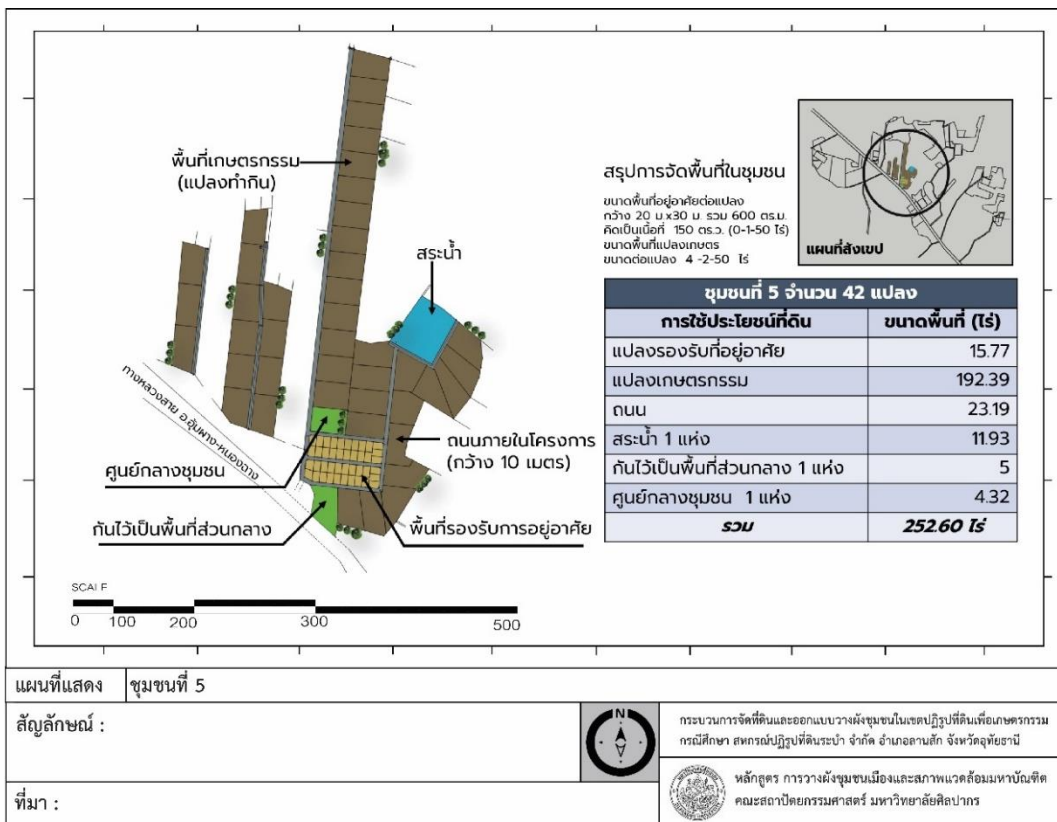 พื้นที่เกษตรกรรม
(แปลงทำกิน)
สระน้ำ
ทางหลวงสาย อ.อุ้มผาง-หนองฉาง
ศูนย์กลางชุมชน
กันไว้เป็นพื้นที่ส่วนกลาง
ถนนภายในโครงการ
(กว้าง 10 เมตร)
พื้นที่รองรับการอยู่อาศัย
สรุปการจัดพื้นที่ในชุมชน
ขนาดพื้นที่อยู่อาศัยต่อแปลง
กว้าง 20 ม.x30 ม. รวม 600 ตร.ม.
คิดเป็นเนื้อที่ 150 ตร.ว. (0-1-50 ไร่)
ขนาดพื้นที่แปลงเกษตร
ขนาดต่อแปลง 4 -2-50 ไร่
แผนที่สังเขป
ชุมชนที่ 5 จำนวน 42 แปลง
การใช้ประโยชน์ที่ดิน ขนาดพื้นที่ (ไร่)
แปลงรองรับที่อยู่อาศัย 15.77
แปลงเกษตรกรรม 192.39
ถนน 23.19
สระน้ำ 1 แห่ง 11.93
กันไว้เป็นพื้นที่ส่วนกลาง 1 แห่ง 5
ศูนย์กลางชุมชน 1 แห่ง 4.32
รวม 252.60 ไร่
SCALE
0 100 200 300 500
แผนที่แสดง ชุมชนที่ 5
สัญลักษณ์ :
ที่มา :
N
กระบวนการจัดที่ดินและออกแบบวางผังชุมชนในเขตปฏิรูปที่ดินเพื่อเกษตรกรรม
กรณีศึกษา สหกรณ์ปฏิรูปที่ดินระบำ จำกัด อำเภอลานสัก จังหวัดอุทัยธานี
หลักสูตร การวางผังชุมชนเมืองและสภาพแวดล้อมมหาบัณฑิต
คณะสถาปัตยกรรมศาสตร์ มหาวิทยาลัยศิลปากร